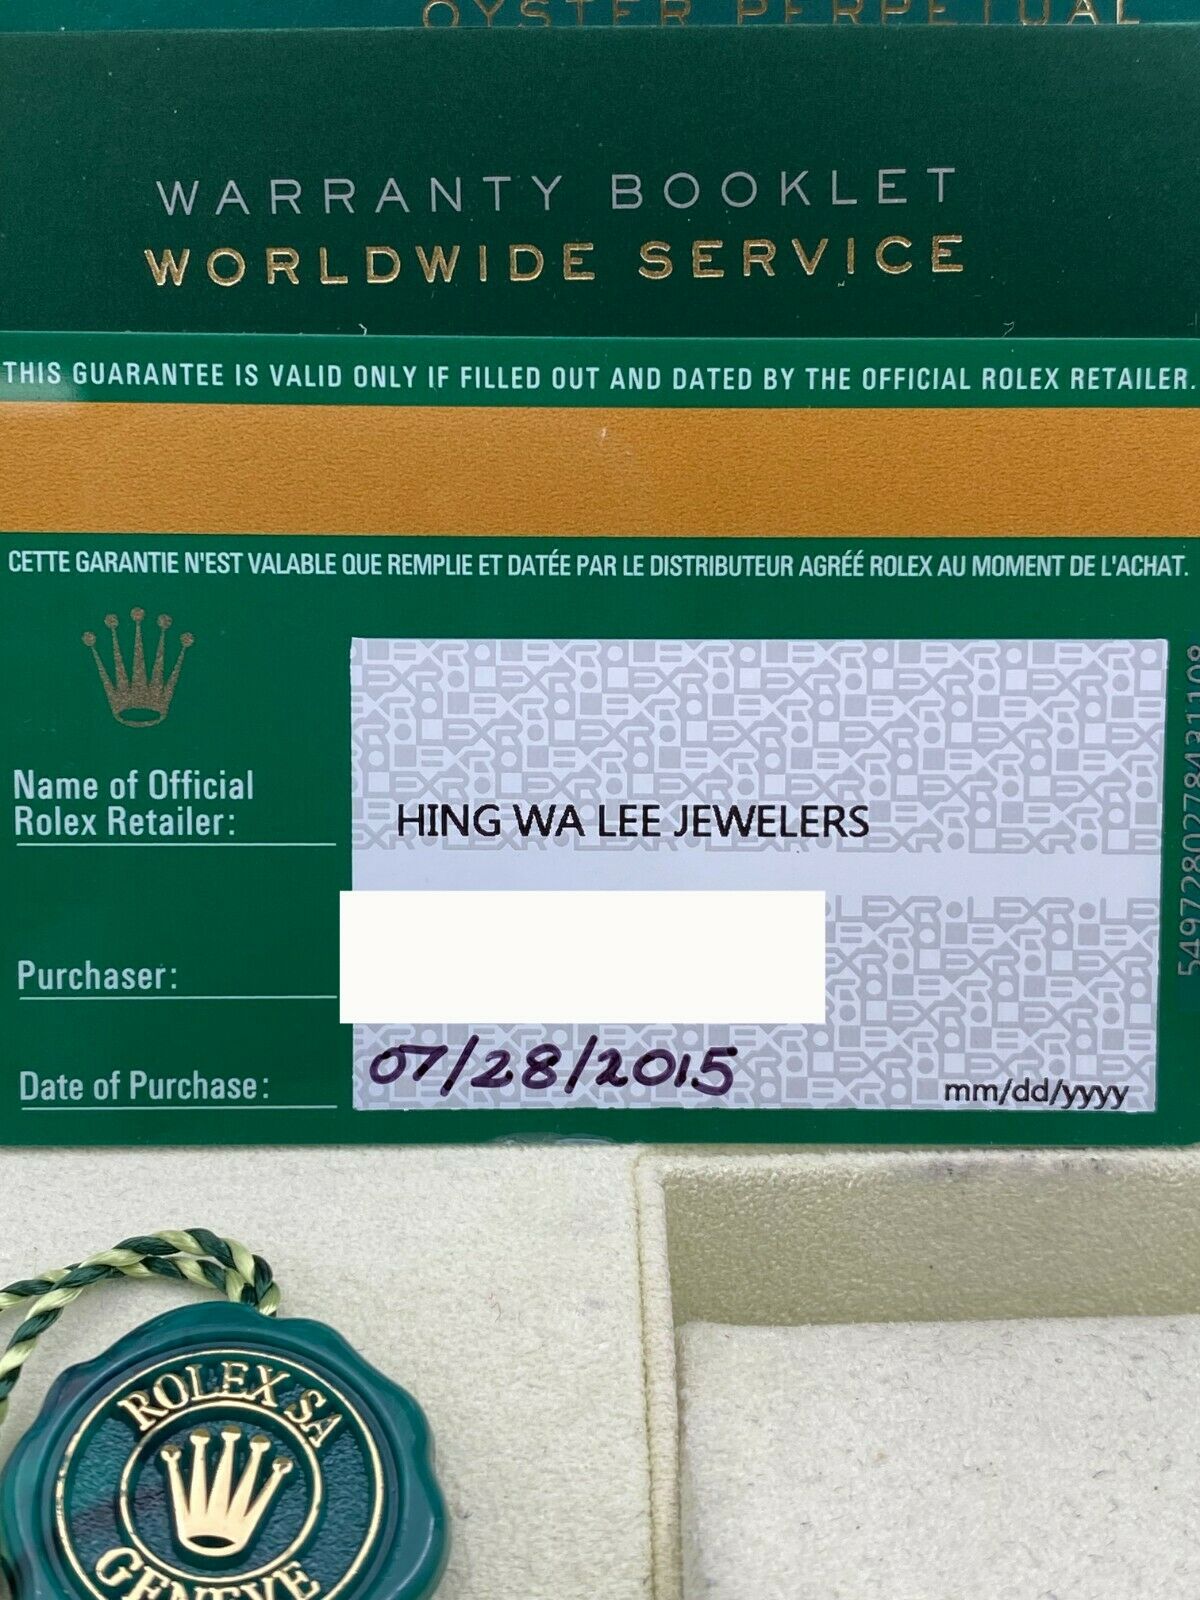 OYSTER PERPETUAL
WARRANTY BOOKLET
WORLDWIDE SERVICE
THIS GUARANTEE IS VALID ONLY IF FILLED OUT AND DATED BY THE OFFICIAL ROLEX RETAILER.
CETTE GARANTIE N'EST VALABLE QUE REMPLIE ET DATÉE PAR LE DISTRIBUTEUR AGRÉÉ ROLEX AU MOMENT DE L'ACHAT.
Name of Official
Rolex Retailer:
HING WA LEE JEWELERS
Purchaser:
Date of Purchase:
07/28/2015
mm/dd/yyyy
5497280278431108
ROLEX SA
GENEVE